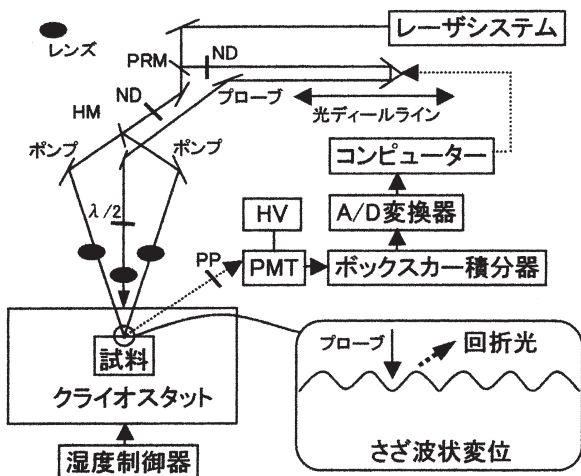 レーザシステム
レンズ
PRM
ND
ND
プローブ
光ディールライン
HM
ポンプ
ポンプ
コンピューター
λ/2
HV
A/D変換器
PP
PMT
ボックスカー積分器
試料
クライオスタット
湿度制御器
プローブ
回折光
さざ波状変位